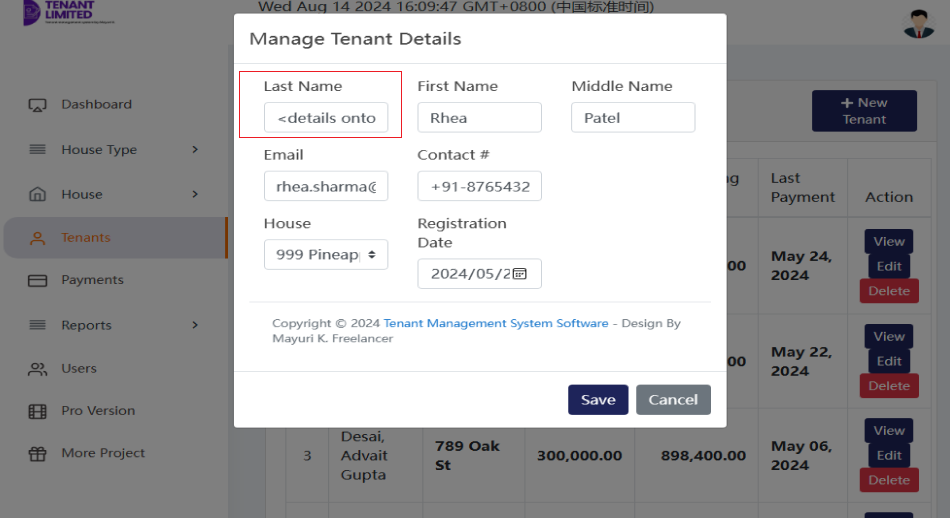 TENANT
LIMITED
Wed Aug 14 2024 16:09:47 GMT+0800 (中国标准时间)
Manage Tenant Details
Last Name First Name Middle Name
<details onto Rhea Patel
Email Contact #
rhea.sharma@ +91-8765432
House Registration
Date
999 Pineap
2024/05/2
Copyright © 2024 Tenant Management System Software - Design By
Mayuri K. Freelancer
Save Cancel
Dashboard
House Type
House
Tenants
Payments
Reports
Users
Pro Version
More Project
+ New
Tenant
Last
Payment
Action
00
May 24,
2024
View
Edit
Delete
00
May 22,
2024
View
Edit
Delete
3
Desai,
Advait
Gupta
789 Oak
St
300,000.00
898,400.00
May 06,
2024
View
Edit
Delete